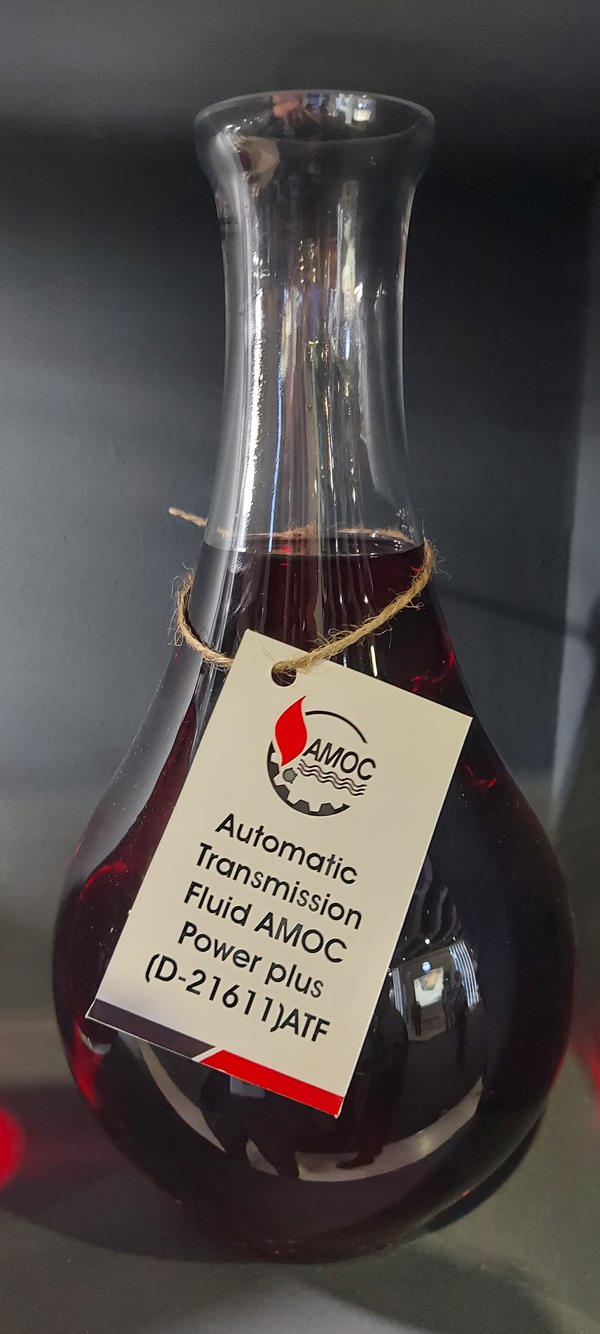 AMOC
Automatic
Transmission
Fluid AMOC
Power plus
(D-21611)ATF